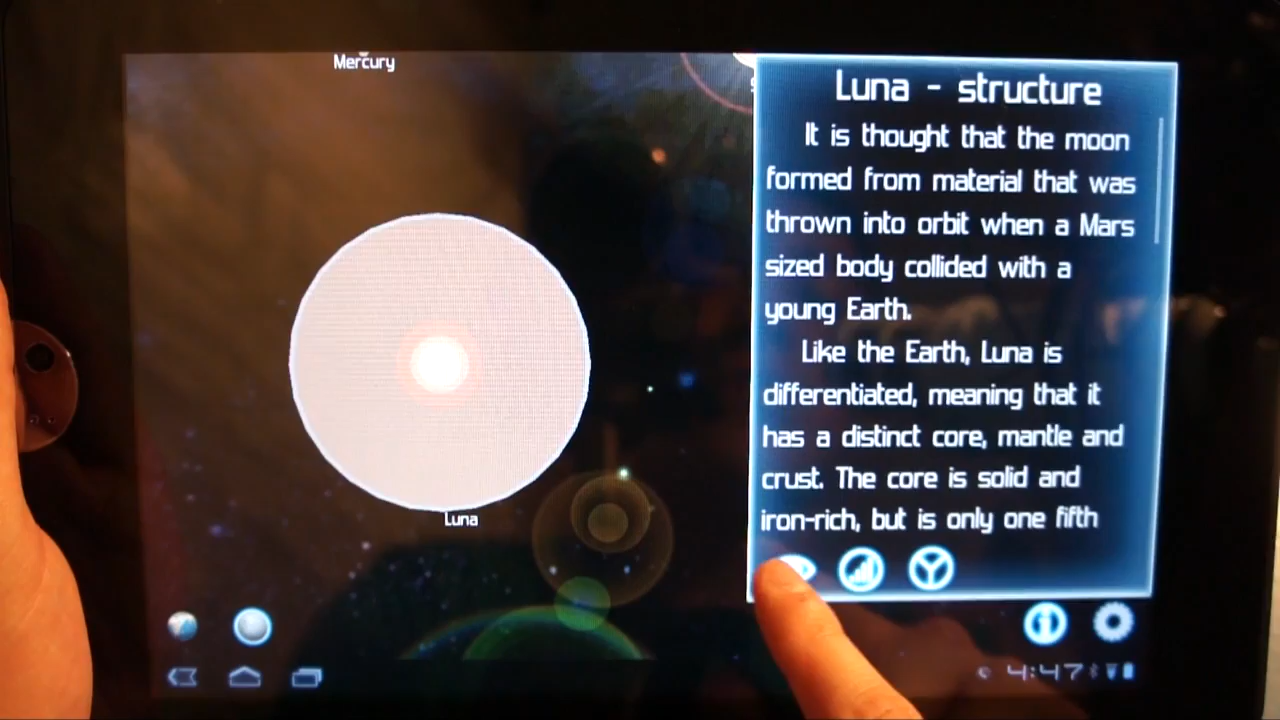 Mercury
Luna - structure
It is thought that the moon
formed from material that was
thrown into orbit when a Mars
sized body collided with a
young Earth.
Like the Earth, Luna is
differentiated, meaning that it
has a distinct core, mantle and
crust. The core is solid and
iron-rich, but is only one fifth
Luna
4:47